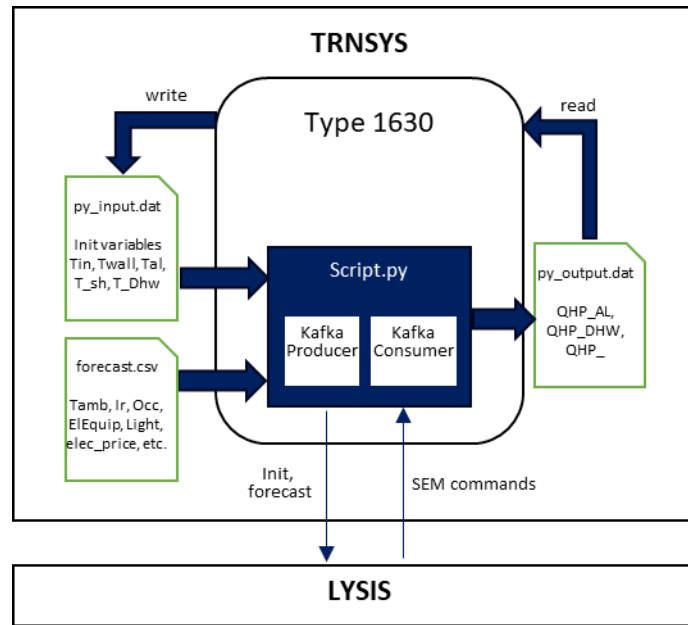 TRNSYS
write
read
Type 1630
py_input.dat
Init variables
Tin, Twall, Tal,
T_sh, T_Dhw
Script.py
Kafka
Producer
Kafka
Consumer
py_output.dat
QHP_AL,
QHP_DHW,
QHP_
forecast.csv
Tamb, Ir, Occ,
ElEquip, Light,
elec_price, etc.
Init,
forecast
SEM commands
LYSIS